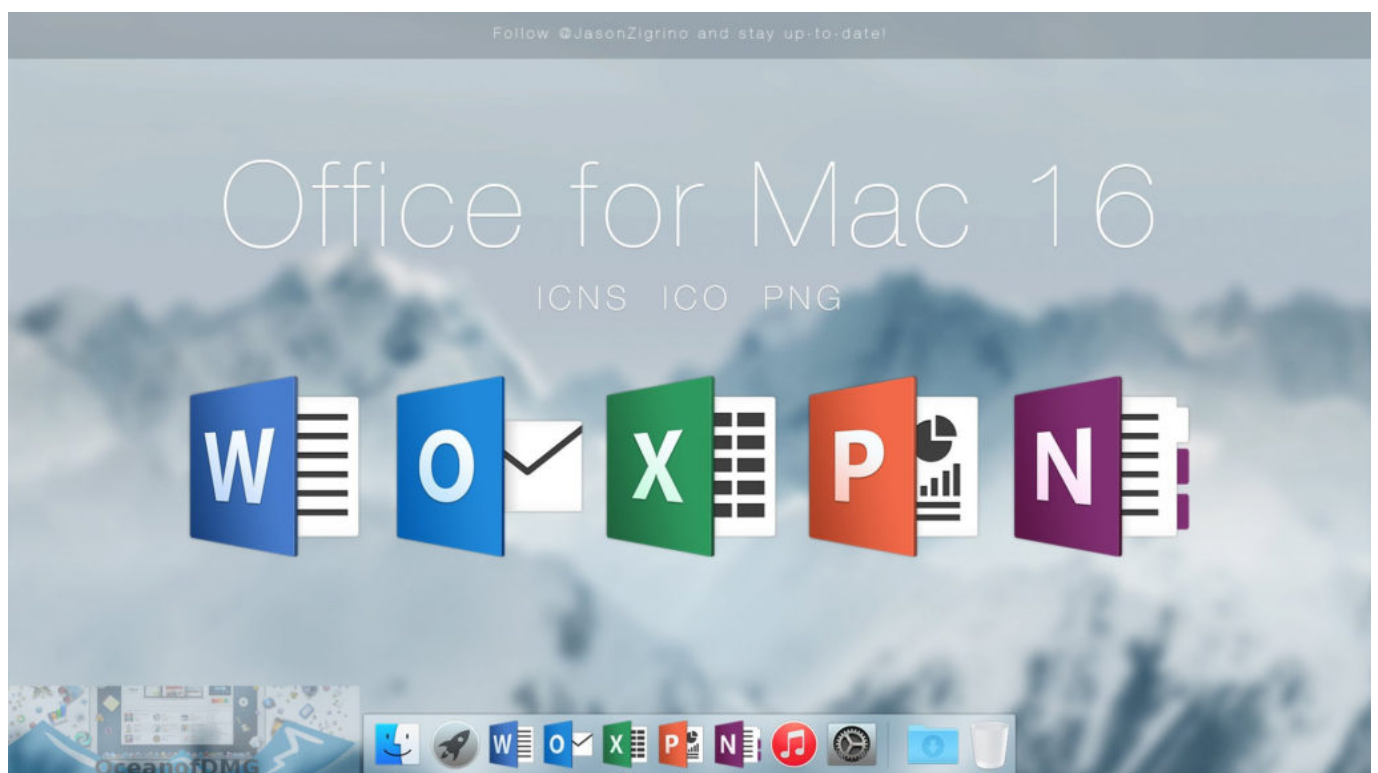 Follow @JasonZigrino and stay up-to-date!
Office for Mac 16
ICNS ICO PNG
W O X P N
W O X P N
OceanofDMG